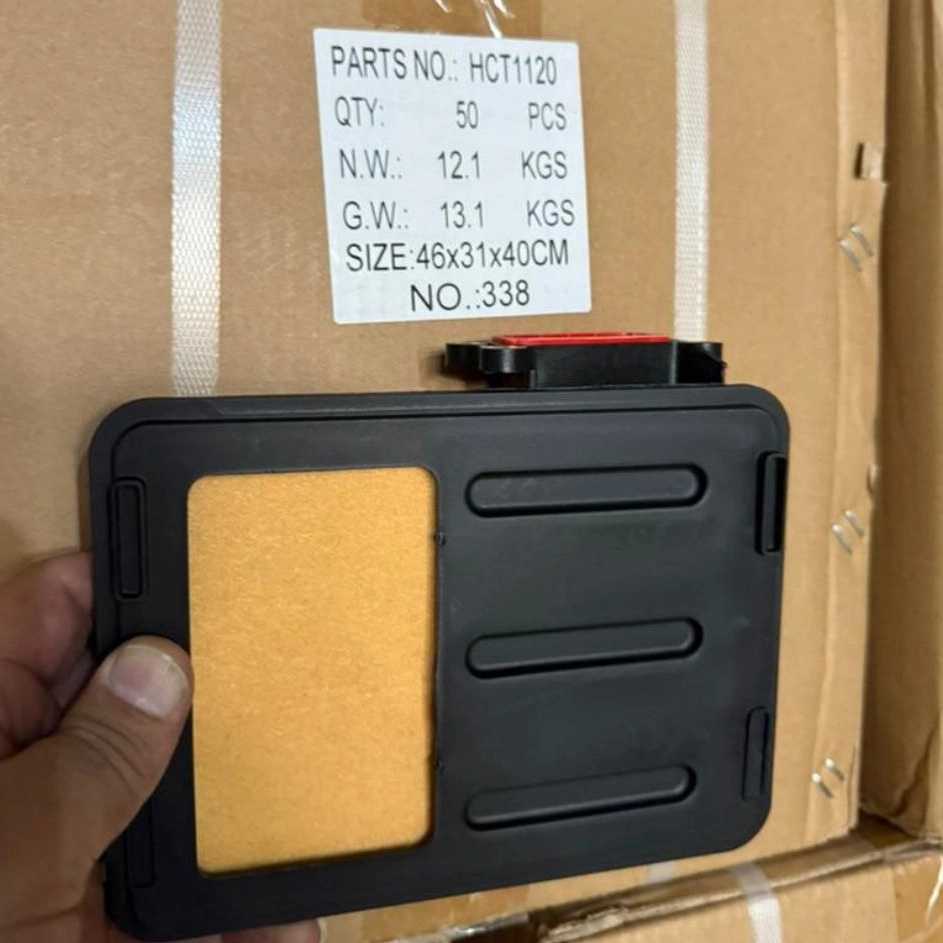 PARTS NO.: HCT1120
QTY: 50 PCS
N.W.: 12.1 KGS
G.W.: 13.1 KGS
SIZE:46x31x40CM
NO.:338